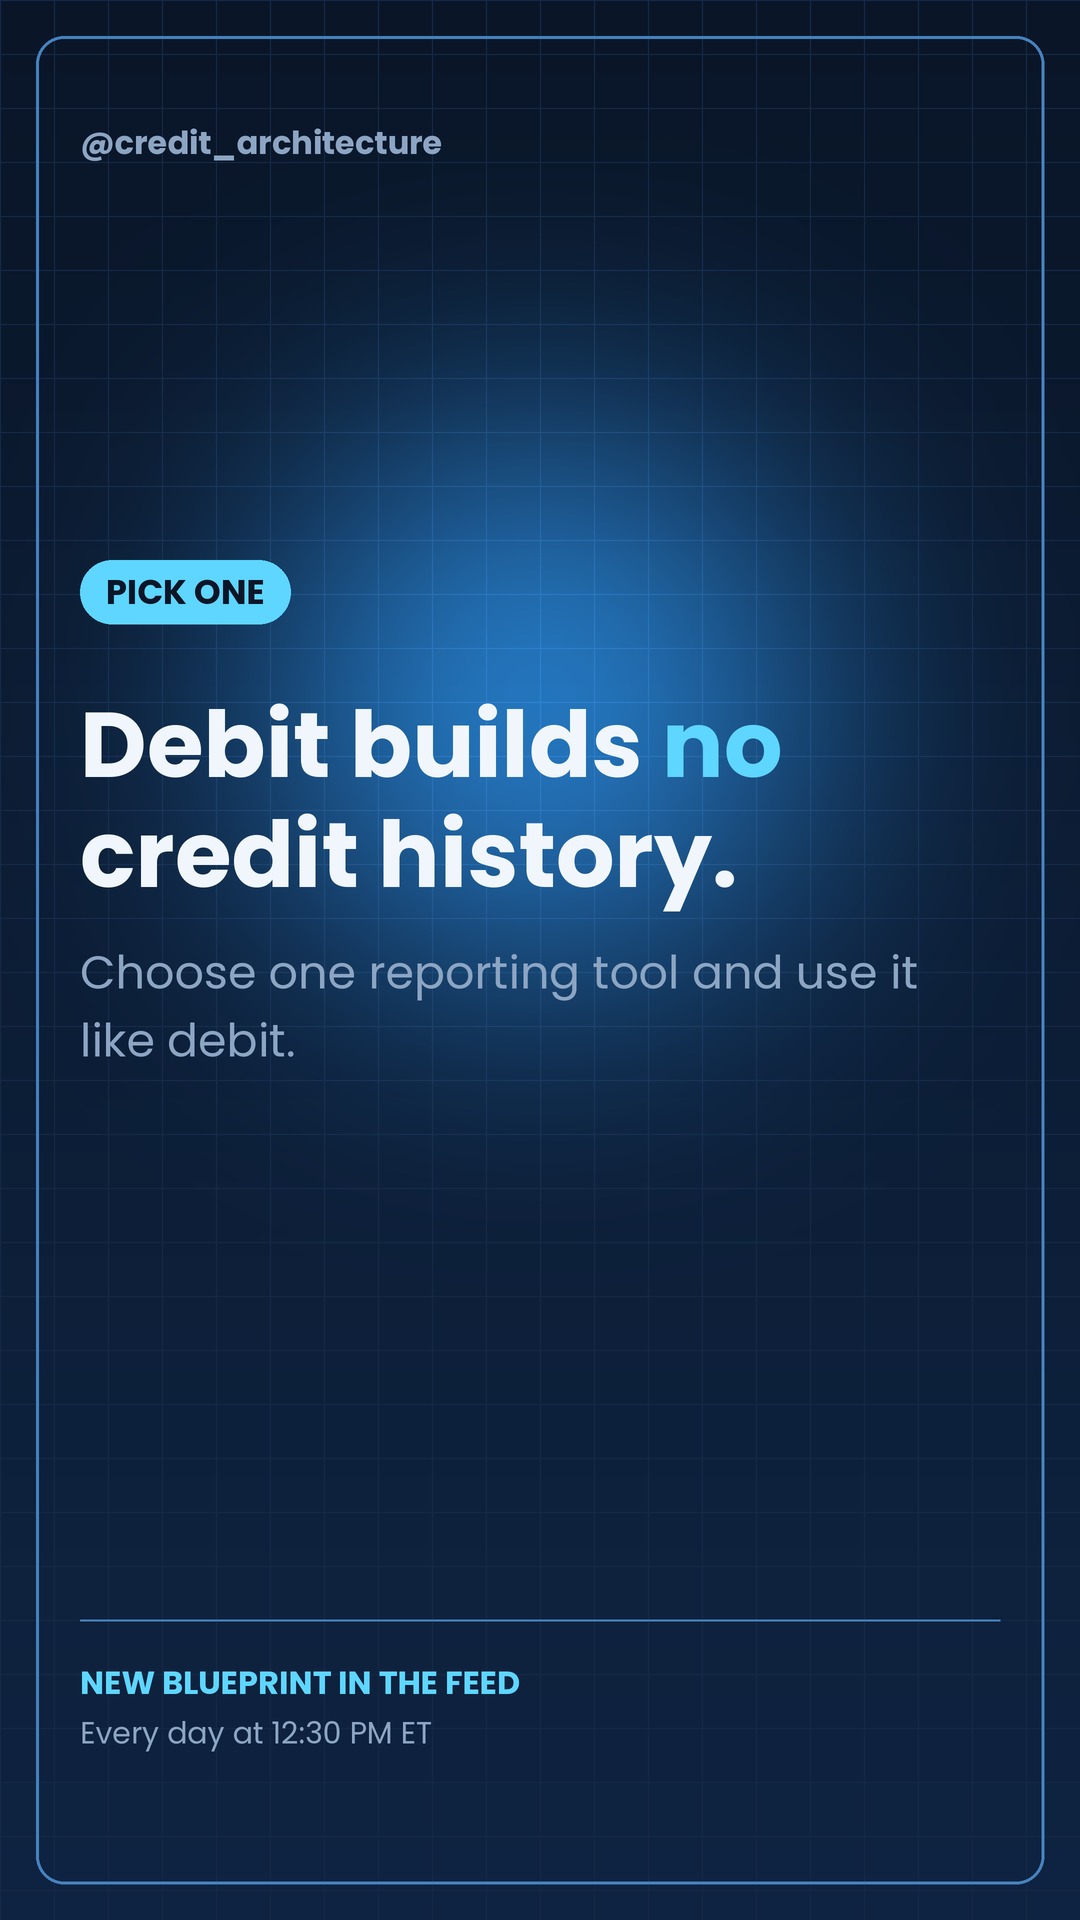 @credit_architecture
PICK ONE
Debit builds no
credit history.
Choose one reporting tool and use it
like debit.
NEW BLUEPRINT IN THE FEED
Every day at 12:30 PM ET